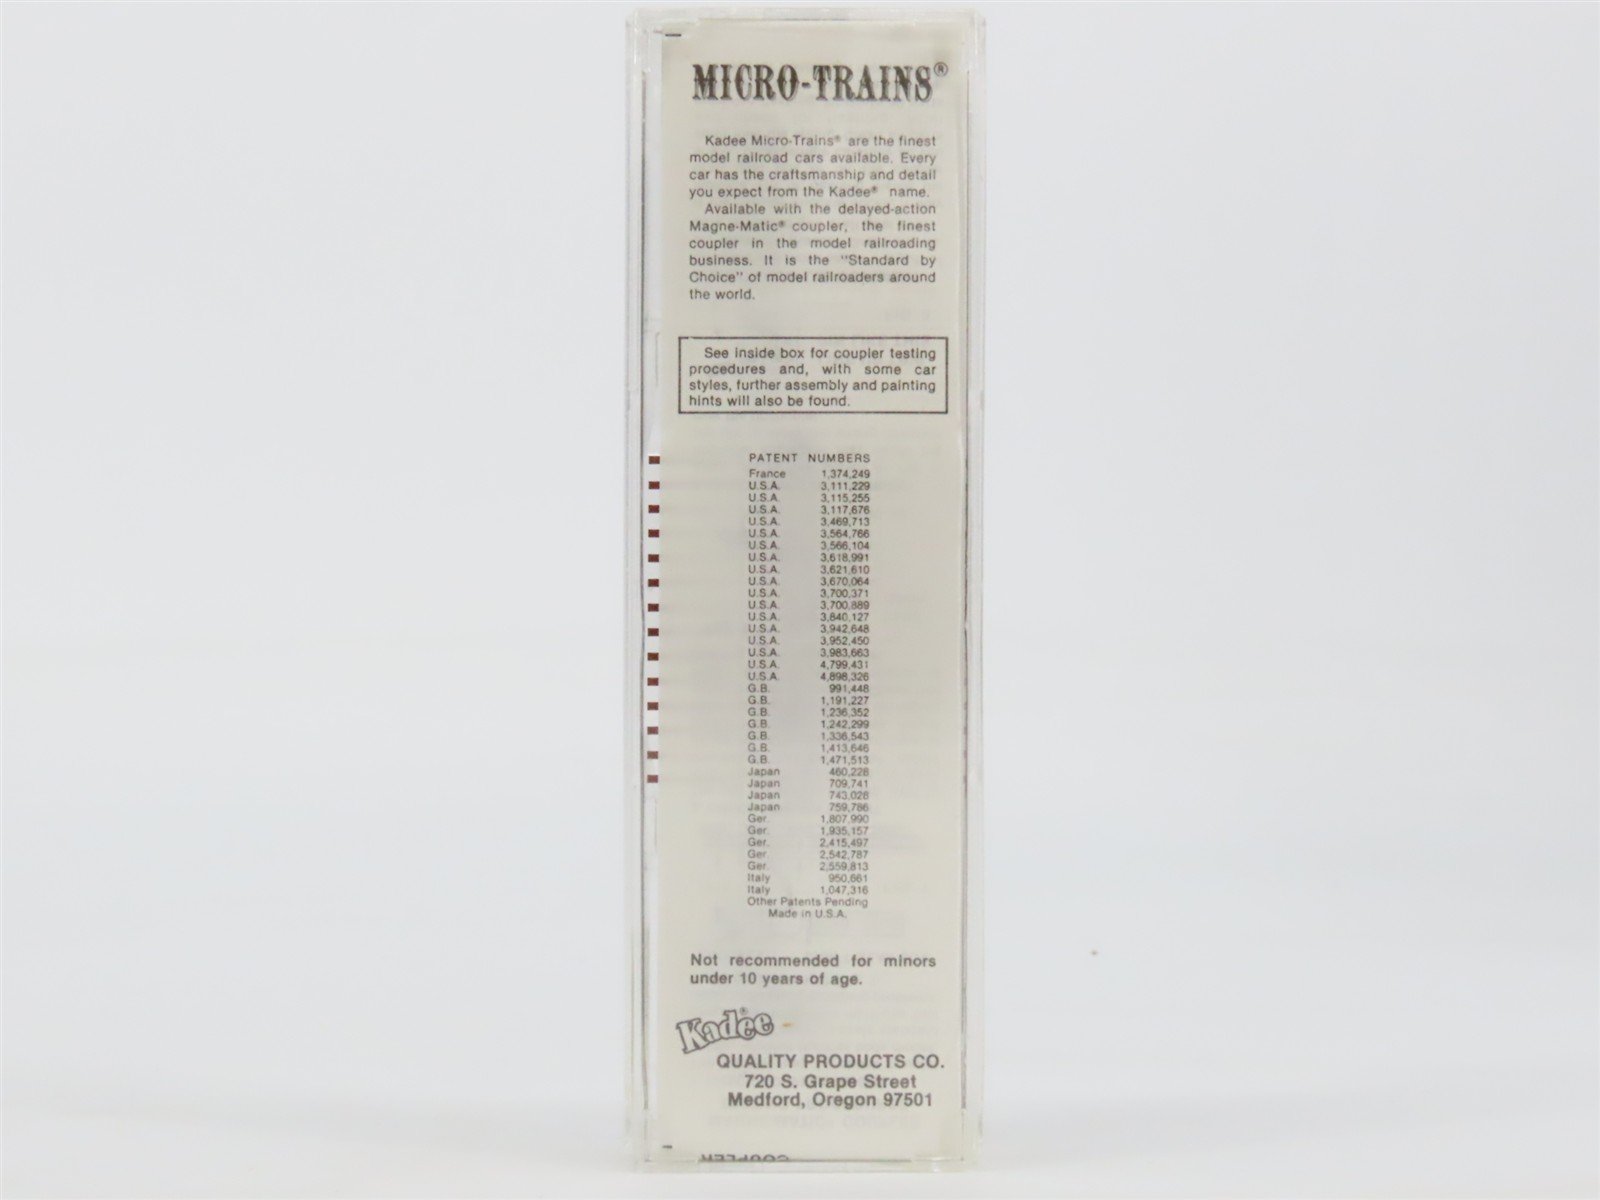 MICRO-TRAINS®
Kadee Micro-Trains® are the finest
model railroad cars available. Every
car has the craftsmanship and detail
you expect from the Kadee® name.
Available with the delayed-action
Magne-Matic® coupler, the finest
coupler in the model railroading
business. It is the "Standard by
Choice" of model railroaders around
the world.
See inside box for coupler testing
procedures and, with some car
styles, further assembly and painting
hints will also be found.
PATENT NUMBERS
France 1,374,249
U.S.A. 3,111,229
U.S.A. 3,115,255
U.S.A. 3,117,676
U.S.A. 3,469,713
U.S.A. 3,564,766
U.S.A. 3,566,104
U.S.A. 3,618,991
U.S.A. 3,621,610
U.S.A. 3,670,064
U.S.A. 3,700,371
U.S.A. 3,700,889
U.S.A. 3,840,127
U.S.A. 3,942,648
U.S.A. 3,952,450
U.S.A. 3,983,663
U.S.A. 4,799,431
U.S.A. 4,898,326
G.B. 991,448
G.B. 1,191,227
G.B. 1,236,352
G.B. 1,242,299
G.B. 1,336,543
G.B. 1,413,646
G.B. 1,471,513
Japan 460,228
Japan 709,741
Japan 743,028
Japan 759,786
Ger. 1,807,990
Ger. 1,935,157
Ger. 2,415,497
Ger. 2,542,787
Ger. 2,559,813
Italy 950,661
Italy 1,047,316
Other Patents Pending
Made in U.S.A.
Not recommended for minors
under 10 years of age.
Kadee®
QUALITY PRODUCTS CO.
720 S. Grape Street
Medford, Oregon 97501
COUPLER